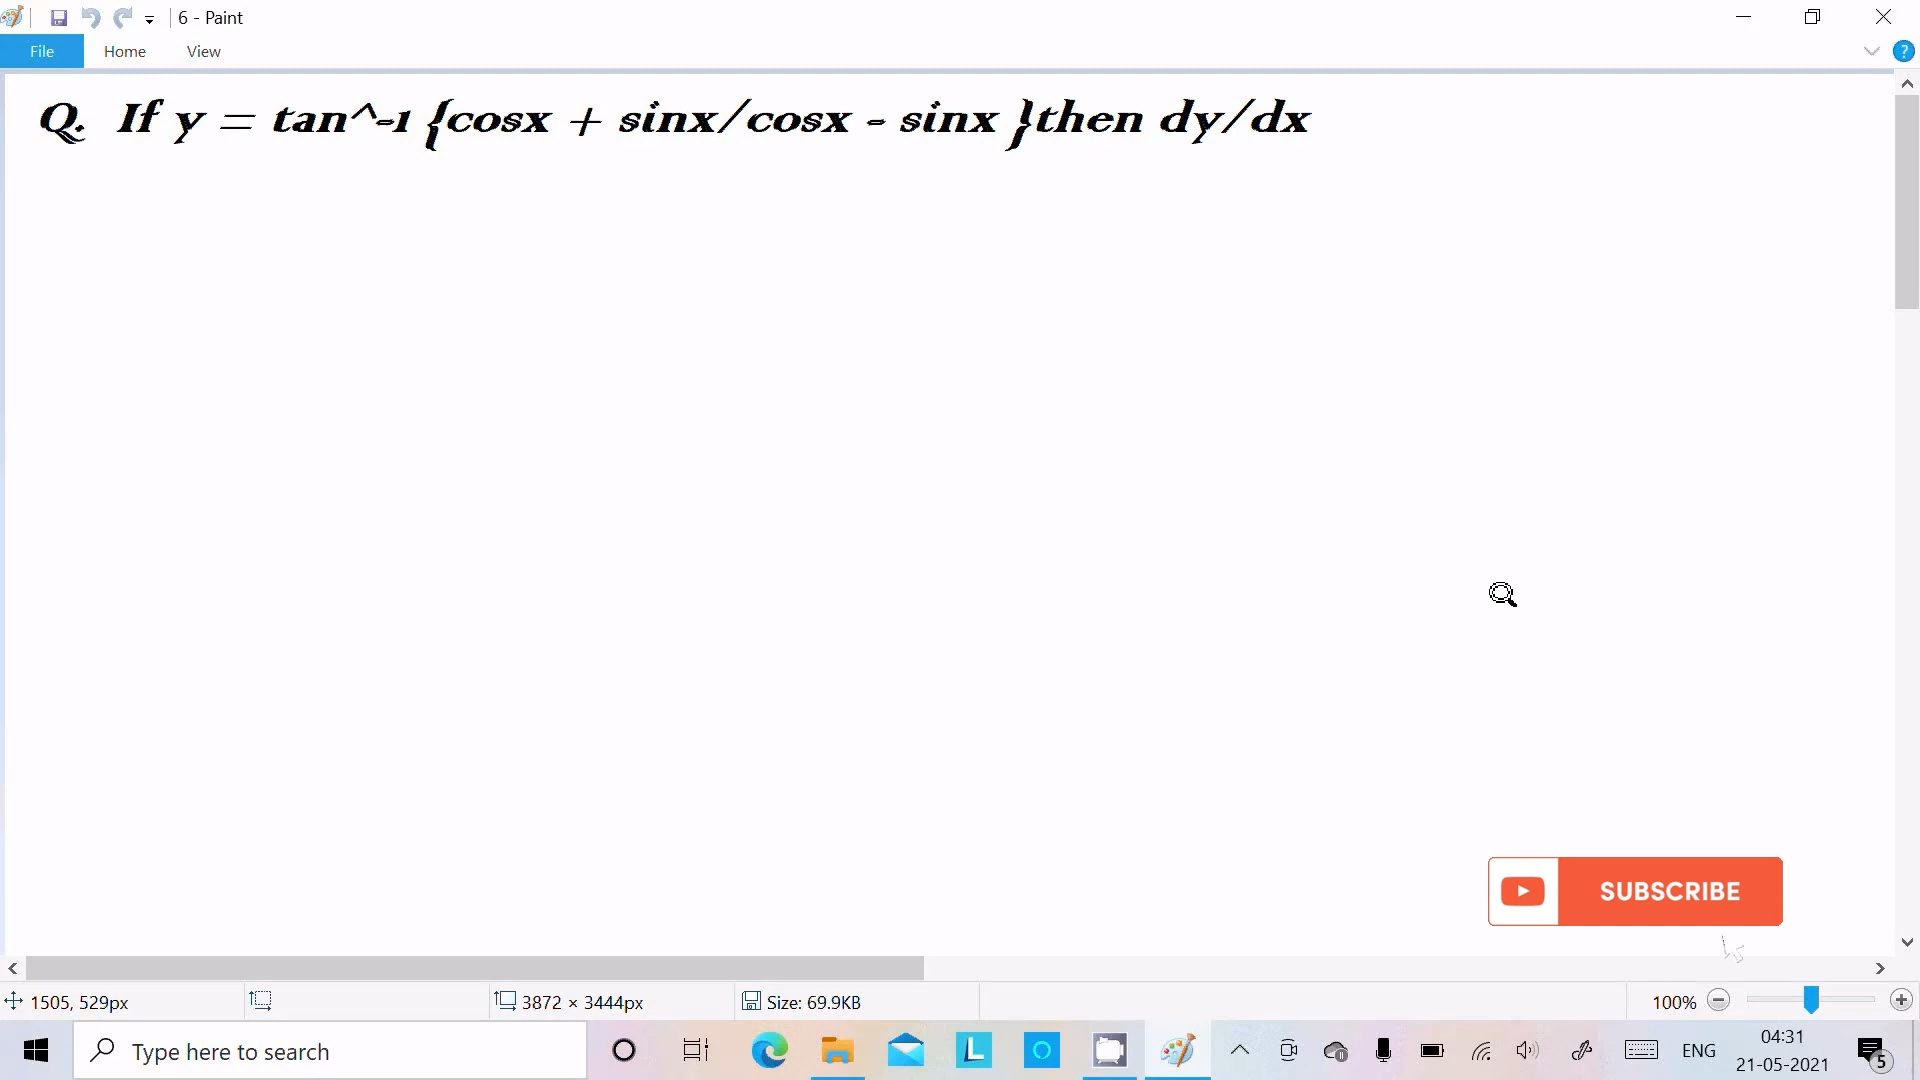 6 - Paint
File Home View
Q. If y = tan^-1 {cosx + sinx/cosx - sinx }then dy/dx
SUBSCRIBE
1505, 529px 3872 × 3444px Size: 69.9KB 100%
Type here to search
L
ENG
04:31
21-05-2021
5